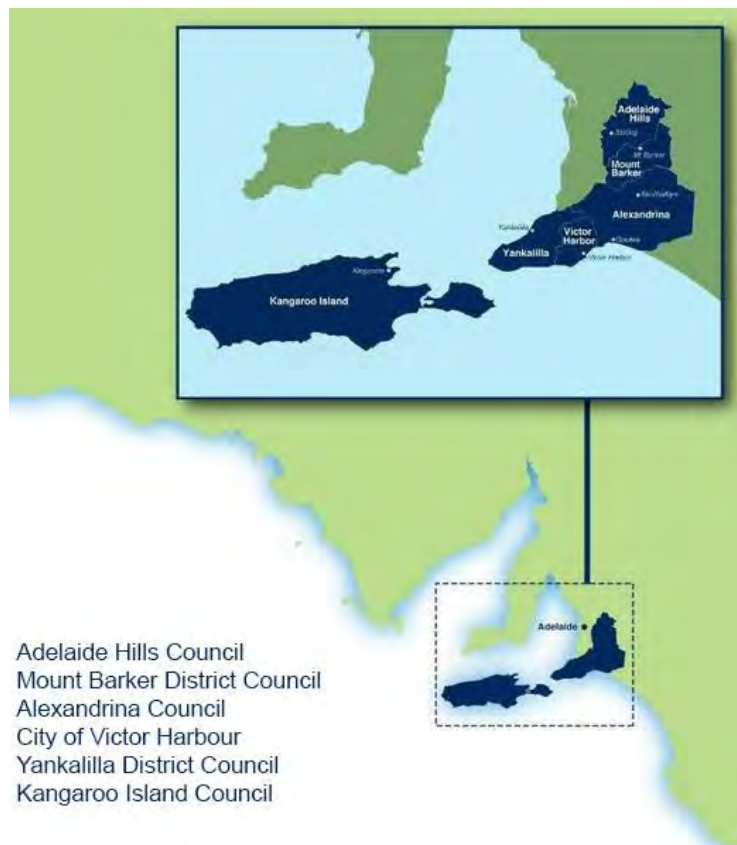 Adelaide
Hills
Stirling
Mt Barker
Mount
Barker
Strathalbyn
Alexandrina
Yankalilla
Victor
Harbor
Goolwa
Yankalilla
Victor Harbor
Kingscote
Kangaroo Island
Adelaide
Adelaide Hills Council
Mount Barker District Council
Alexandrina Council
City of Victor Harbour
Yankalilla District Council
Kangaroo Island Council